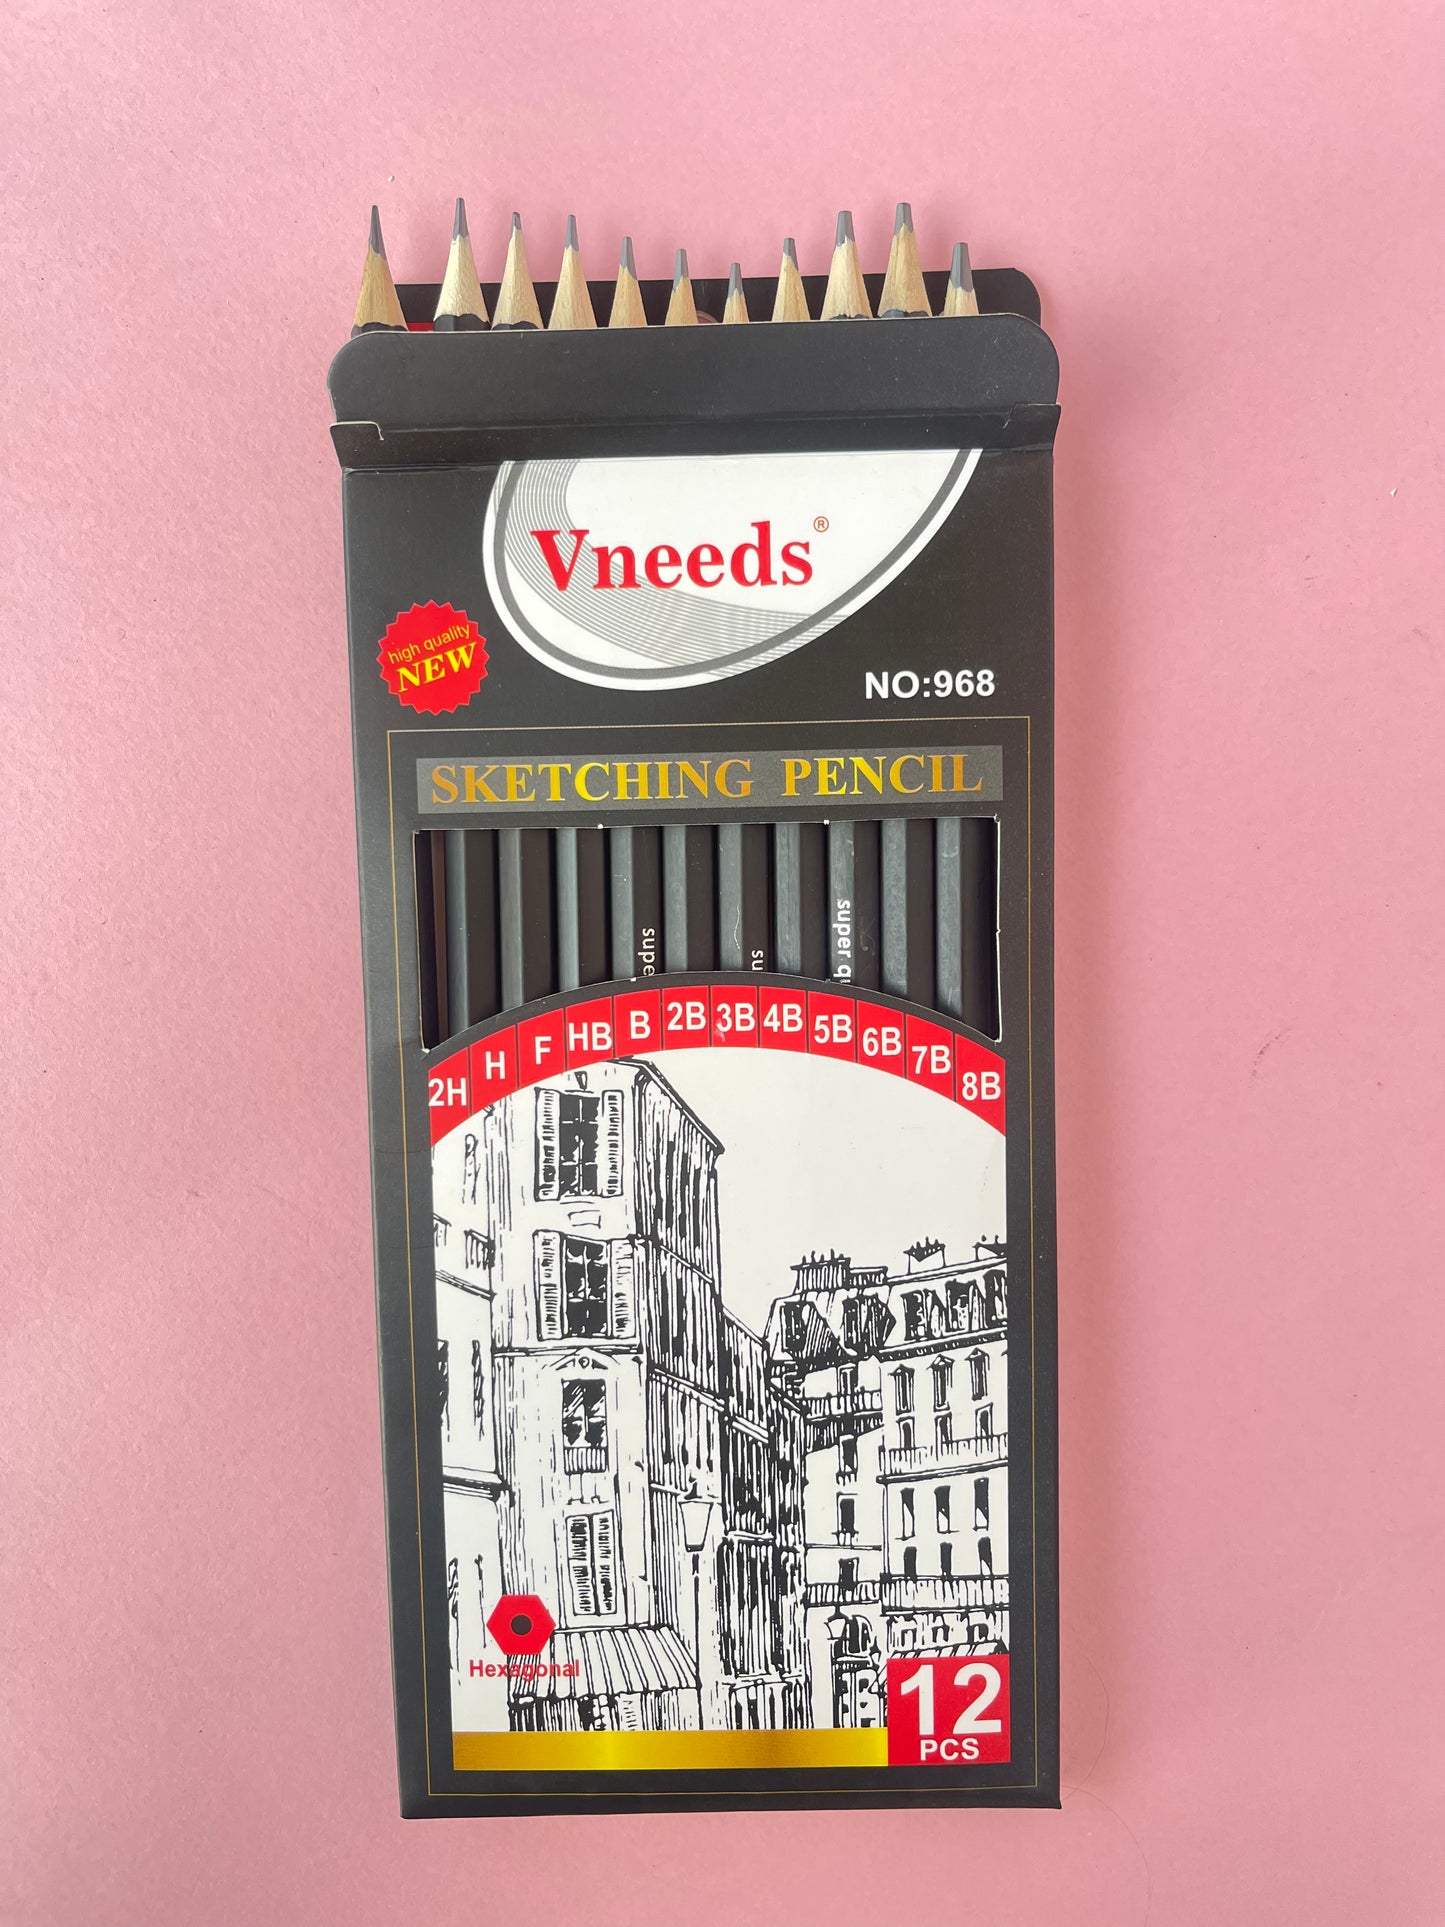 Vneeds®
high quality
NEW
NO:968
SKETCHING PENCIL
super
2H H F HB B 2B 3B 4B 5B 6B 7B 8B
Hexagonal
12
PCS